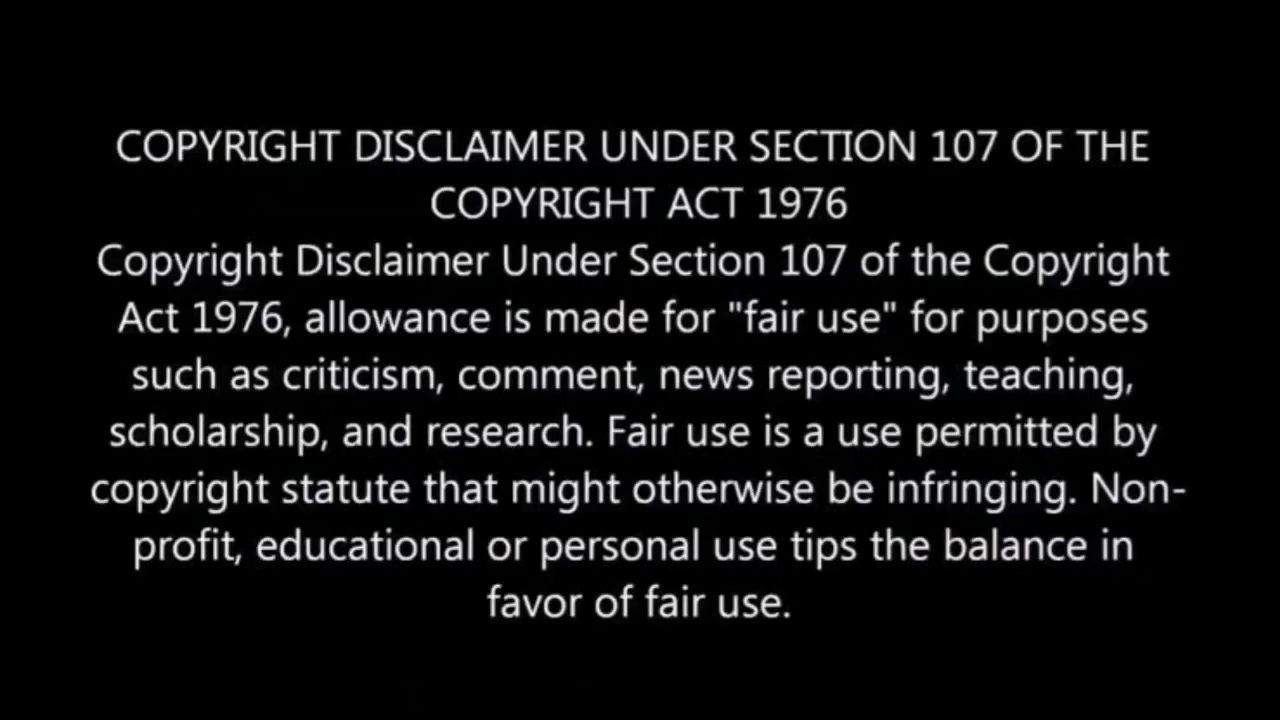 COPYRIGHT DISCLAIMER UNDER SECTION 107 OF THE
COPYRIGHT ACT 1976
Copyright Disclaimer Under Section 107 of the Copyright
Act 1976, allowance is made for "fair use" for purposes
such as criticism, comment, news reporting, teaching,
scholarship, and research. Fair use is a use permitted by
copyright statute that might otherwise be infringing. Non-
profit, educational or personal use tips the balance in
favor of fair use.